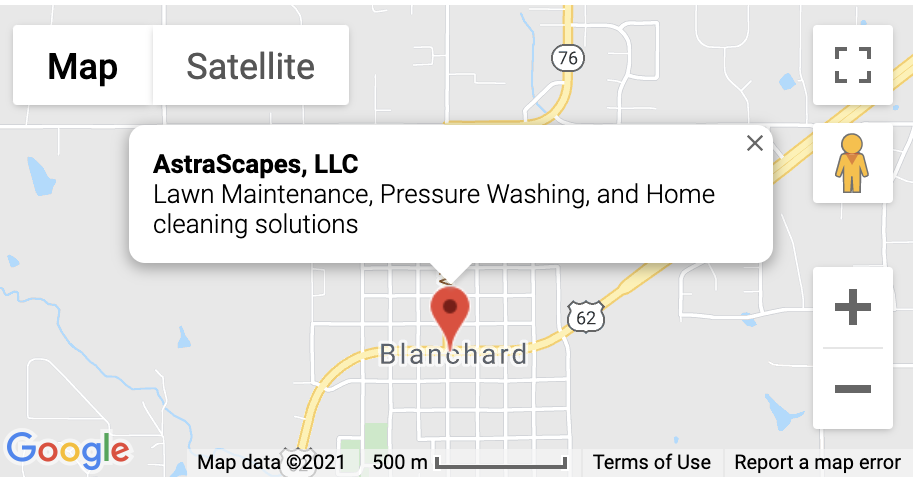 Map
Satellite
76
AstraScapes, LLC
Lawn Maintenance, Pressure Washing, and Home
cleaning solutions
62
Blanchard
Google
Map data ©2021
500 m
Terms of Use
Report a map error